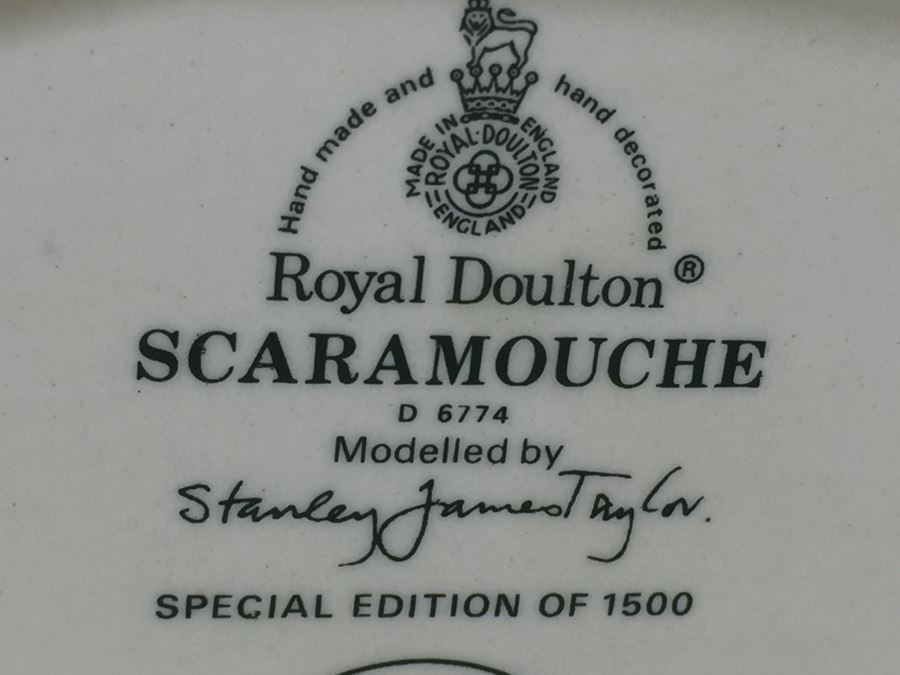 Hand made and hand decorated
MADE IN ENGLAND
ROYAL·DOULTON
ENGLAND
Royal Doulton®
SCARAMOUCHE
D 6774
Modelled by
Stanley James Taylor.
SPECIAL EDITION OF 1500